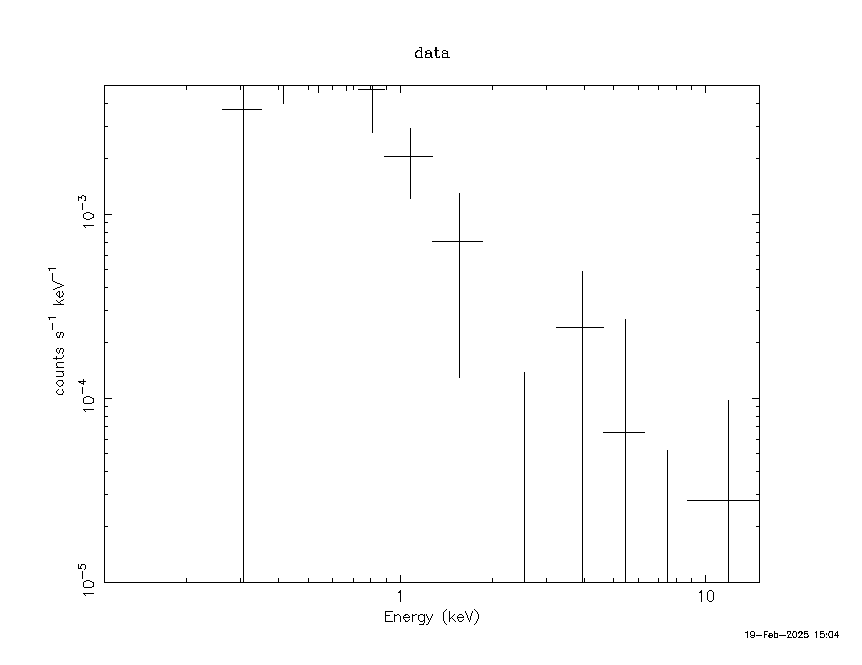 data
counts s⁻¹ keV⁻¹
10⁻³
10⁻⁴
10⁻⁵
1
10
Energy (keV)
19-Feb-2025 15:04